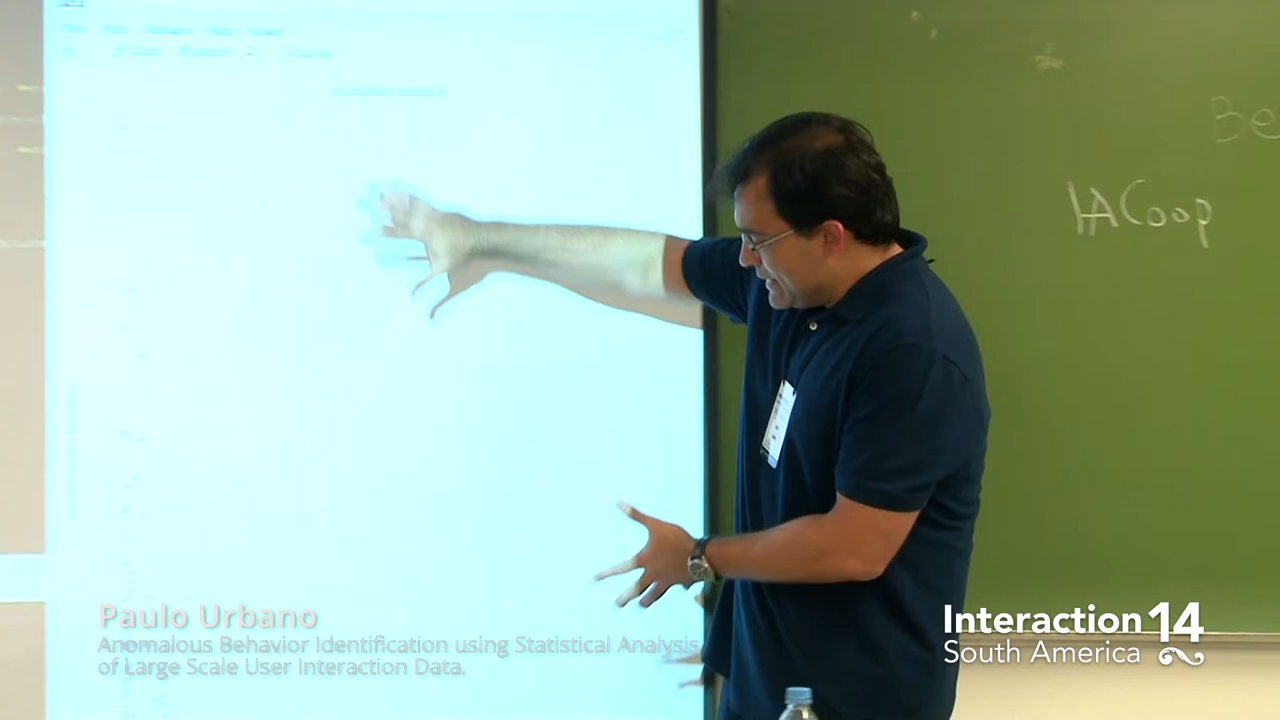 Be
IACoop
Paulo Urbano
Anomalous Behavior Identification using Statistical Analysis
of Large Scale User Interaction Data.
Interaction 14
South America